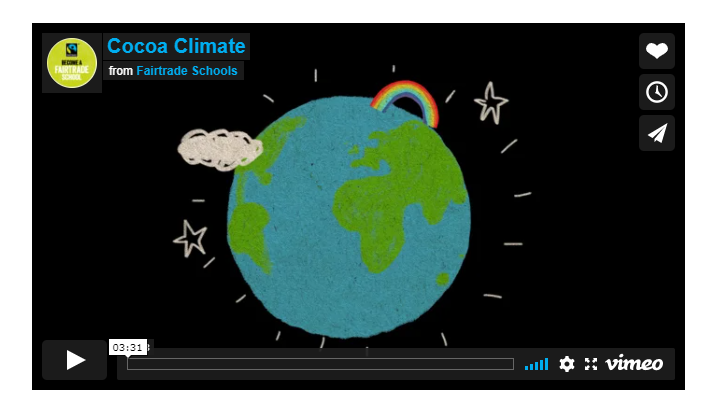 Cocoa Climate
from Fairtrade Schools
BECOME A
FAIRTRADE
SCHOOL
03:31
vimeo